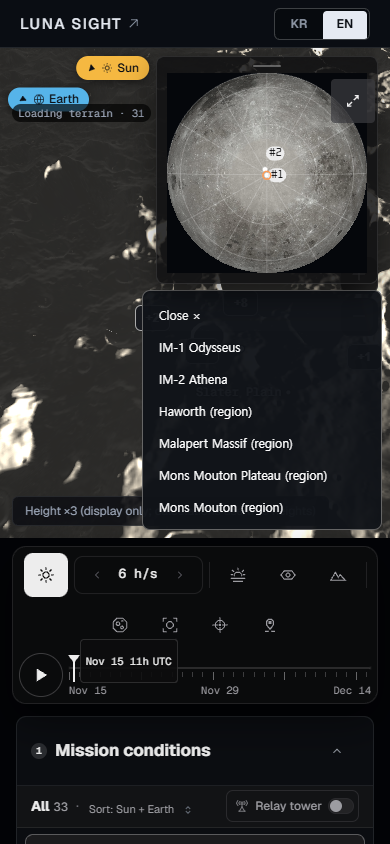 LUNA SIGHT ↗
KR EN
Sun
Earth
Loading terrain · 31
#2
#1
Close ×
IM-1 Odysseus
IM-2 Athena
Haworth (region)
Malapert Massif (region)
Mons Mouton Plateau (region)
Mons Mouton (region)
Height ×3 (display onl
6 h/s
Nov 15 11h UTC
Nov 15
Nov 29
Dec 14
1 Mission conditions
All 33 ·
Sort: Sun + Earth
Relay tower